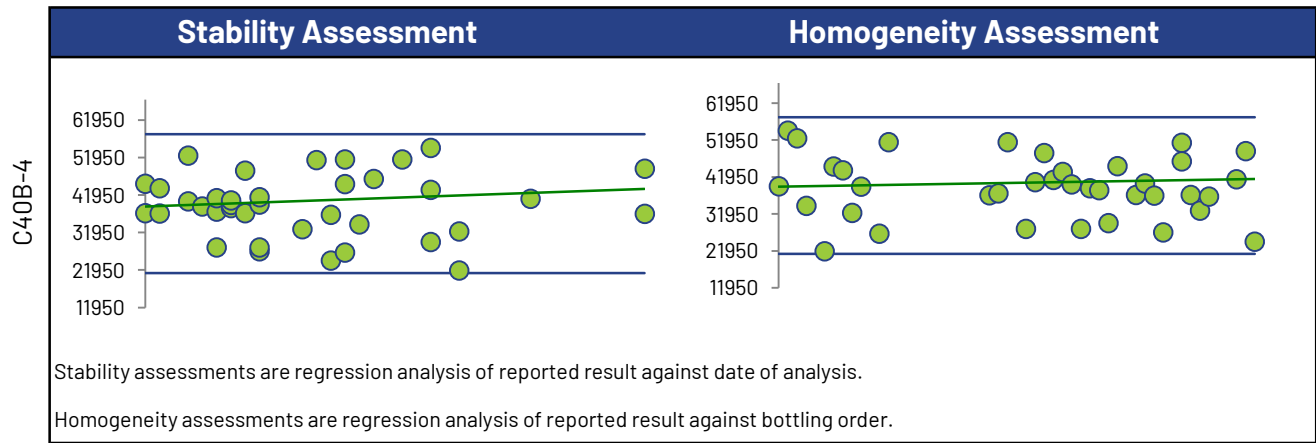 Stability Assessment
Homogeneity Assessment
C40B-4
61950
51950
41950
31950
21950
11950
61950
51950
41950
31950
21950
11950
Stability assessments are regression analysis of reported result against date of analysis.
Homogeneity assessments are regression analysis of reported result against bottling order.